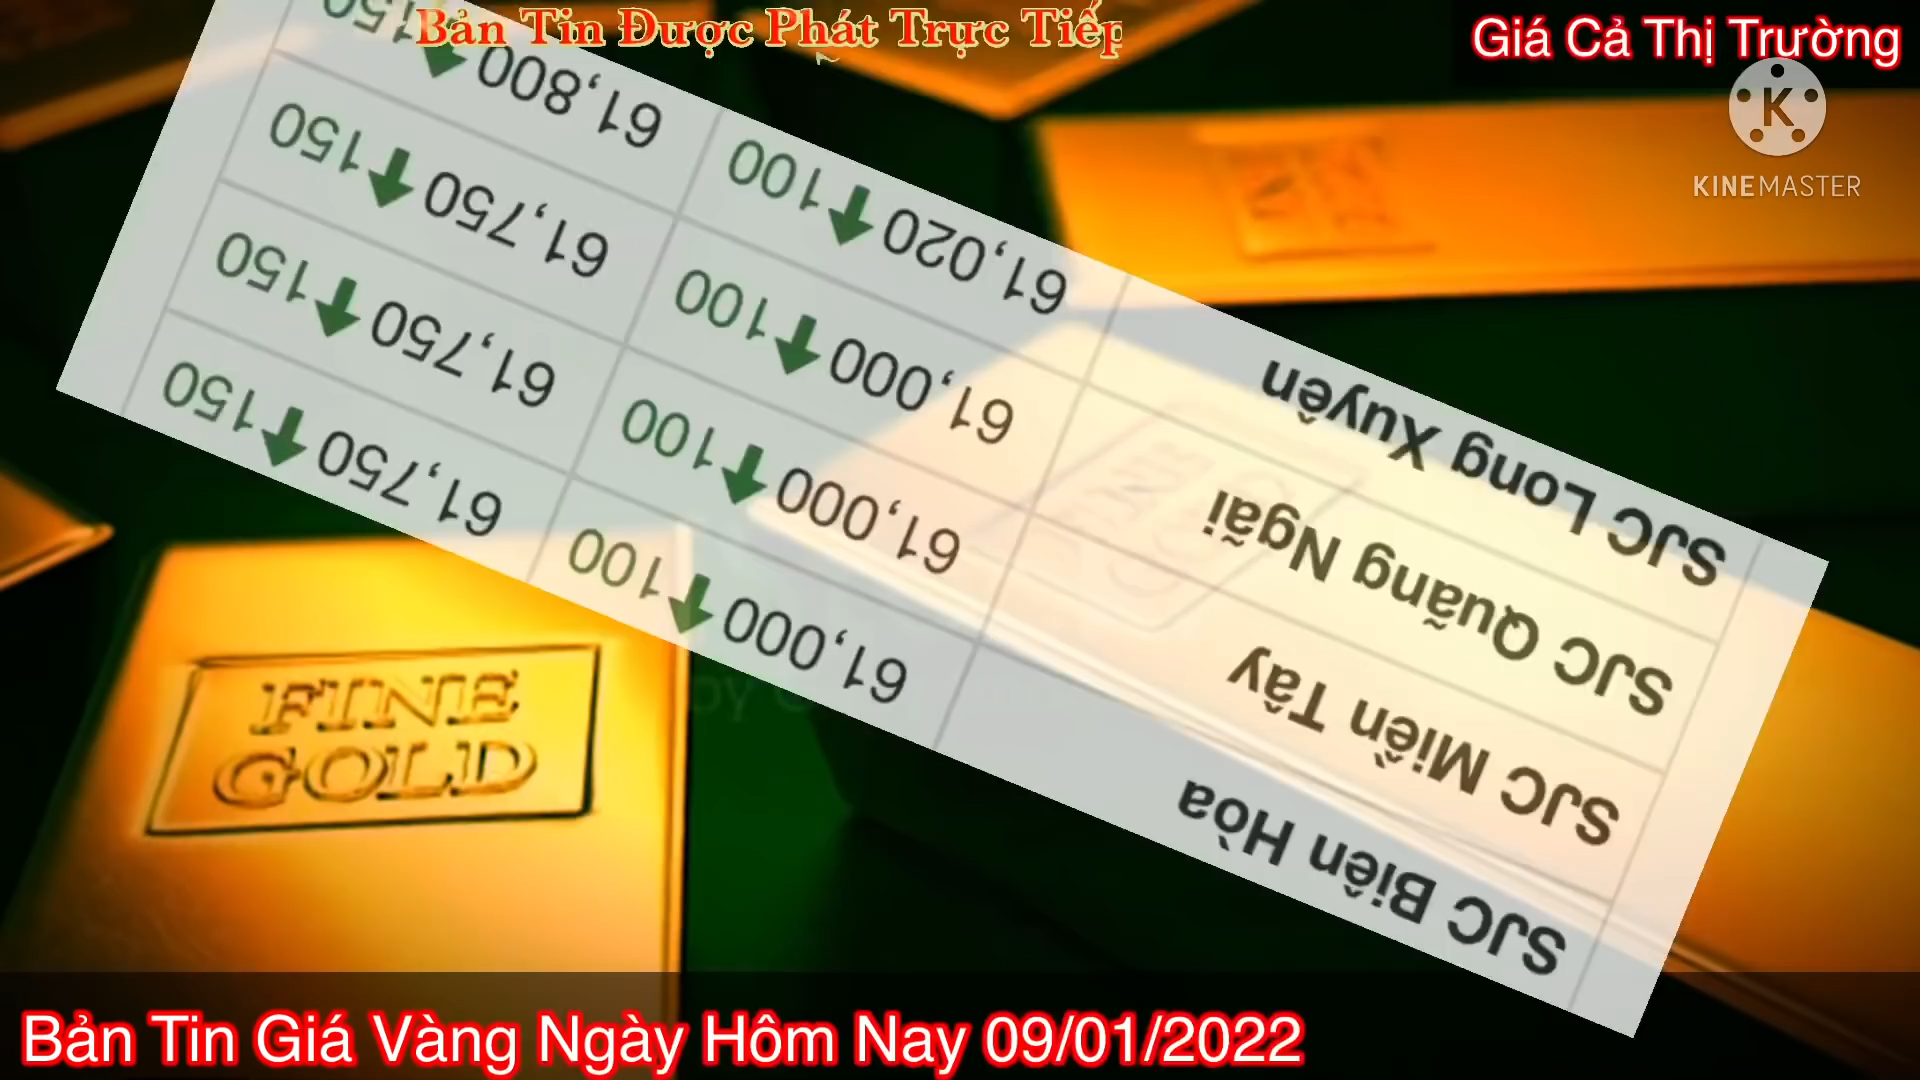 Bản Tin Được Phát Trực Tiếp
Giá Cả Thị Trường
K
KINEMASTER
SJC Biên Hòa 61,000 ⬆100 61,750 ⬆150
SJC Miền Tây 61,000 ⬆100 61,750 ⬆150
SJC Quãng Ngãi 61,000 ⬆100 61,750 ⬆150
SJC Long Xuyên 61,020 ⬆100 61,800 ⬆150
FINE
GOLD
Bản Tin Giá Vàng Ngày Hôm Nay 09/01/2022